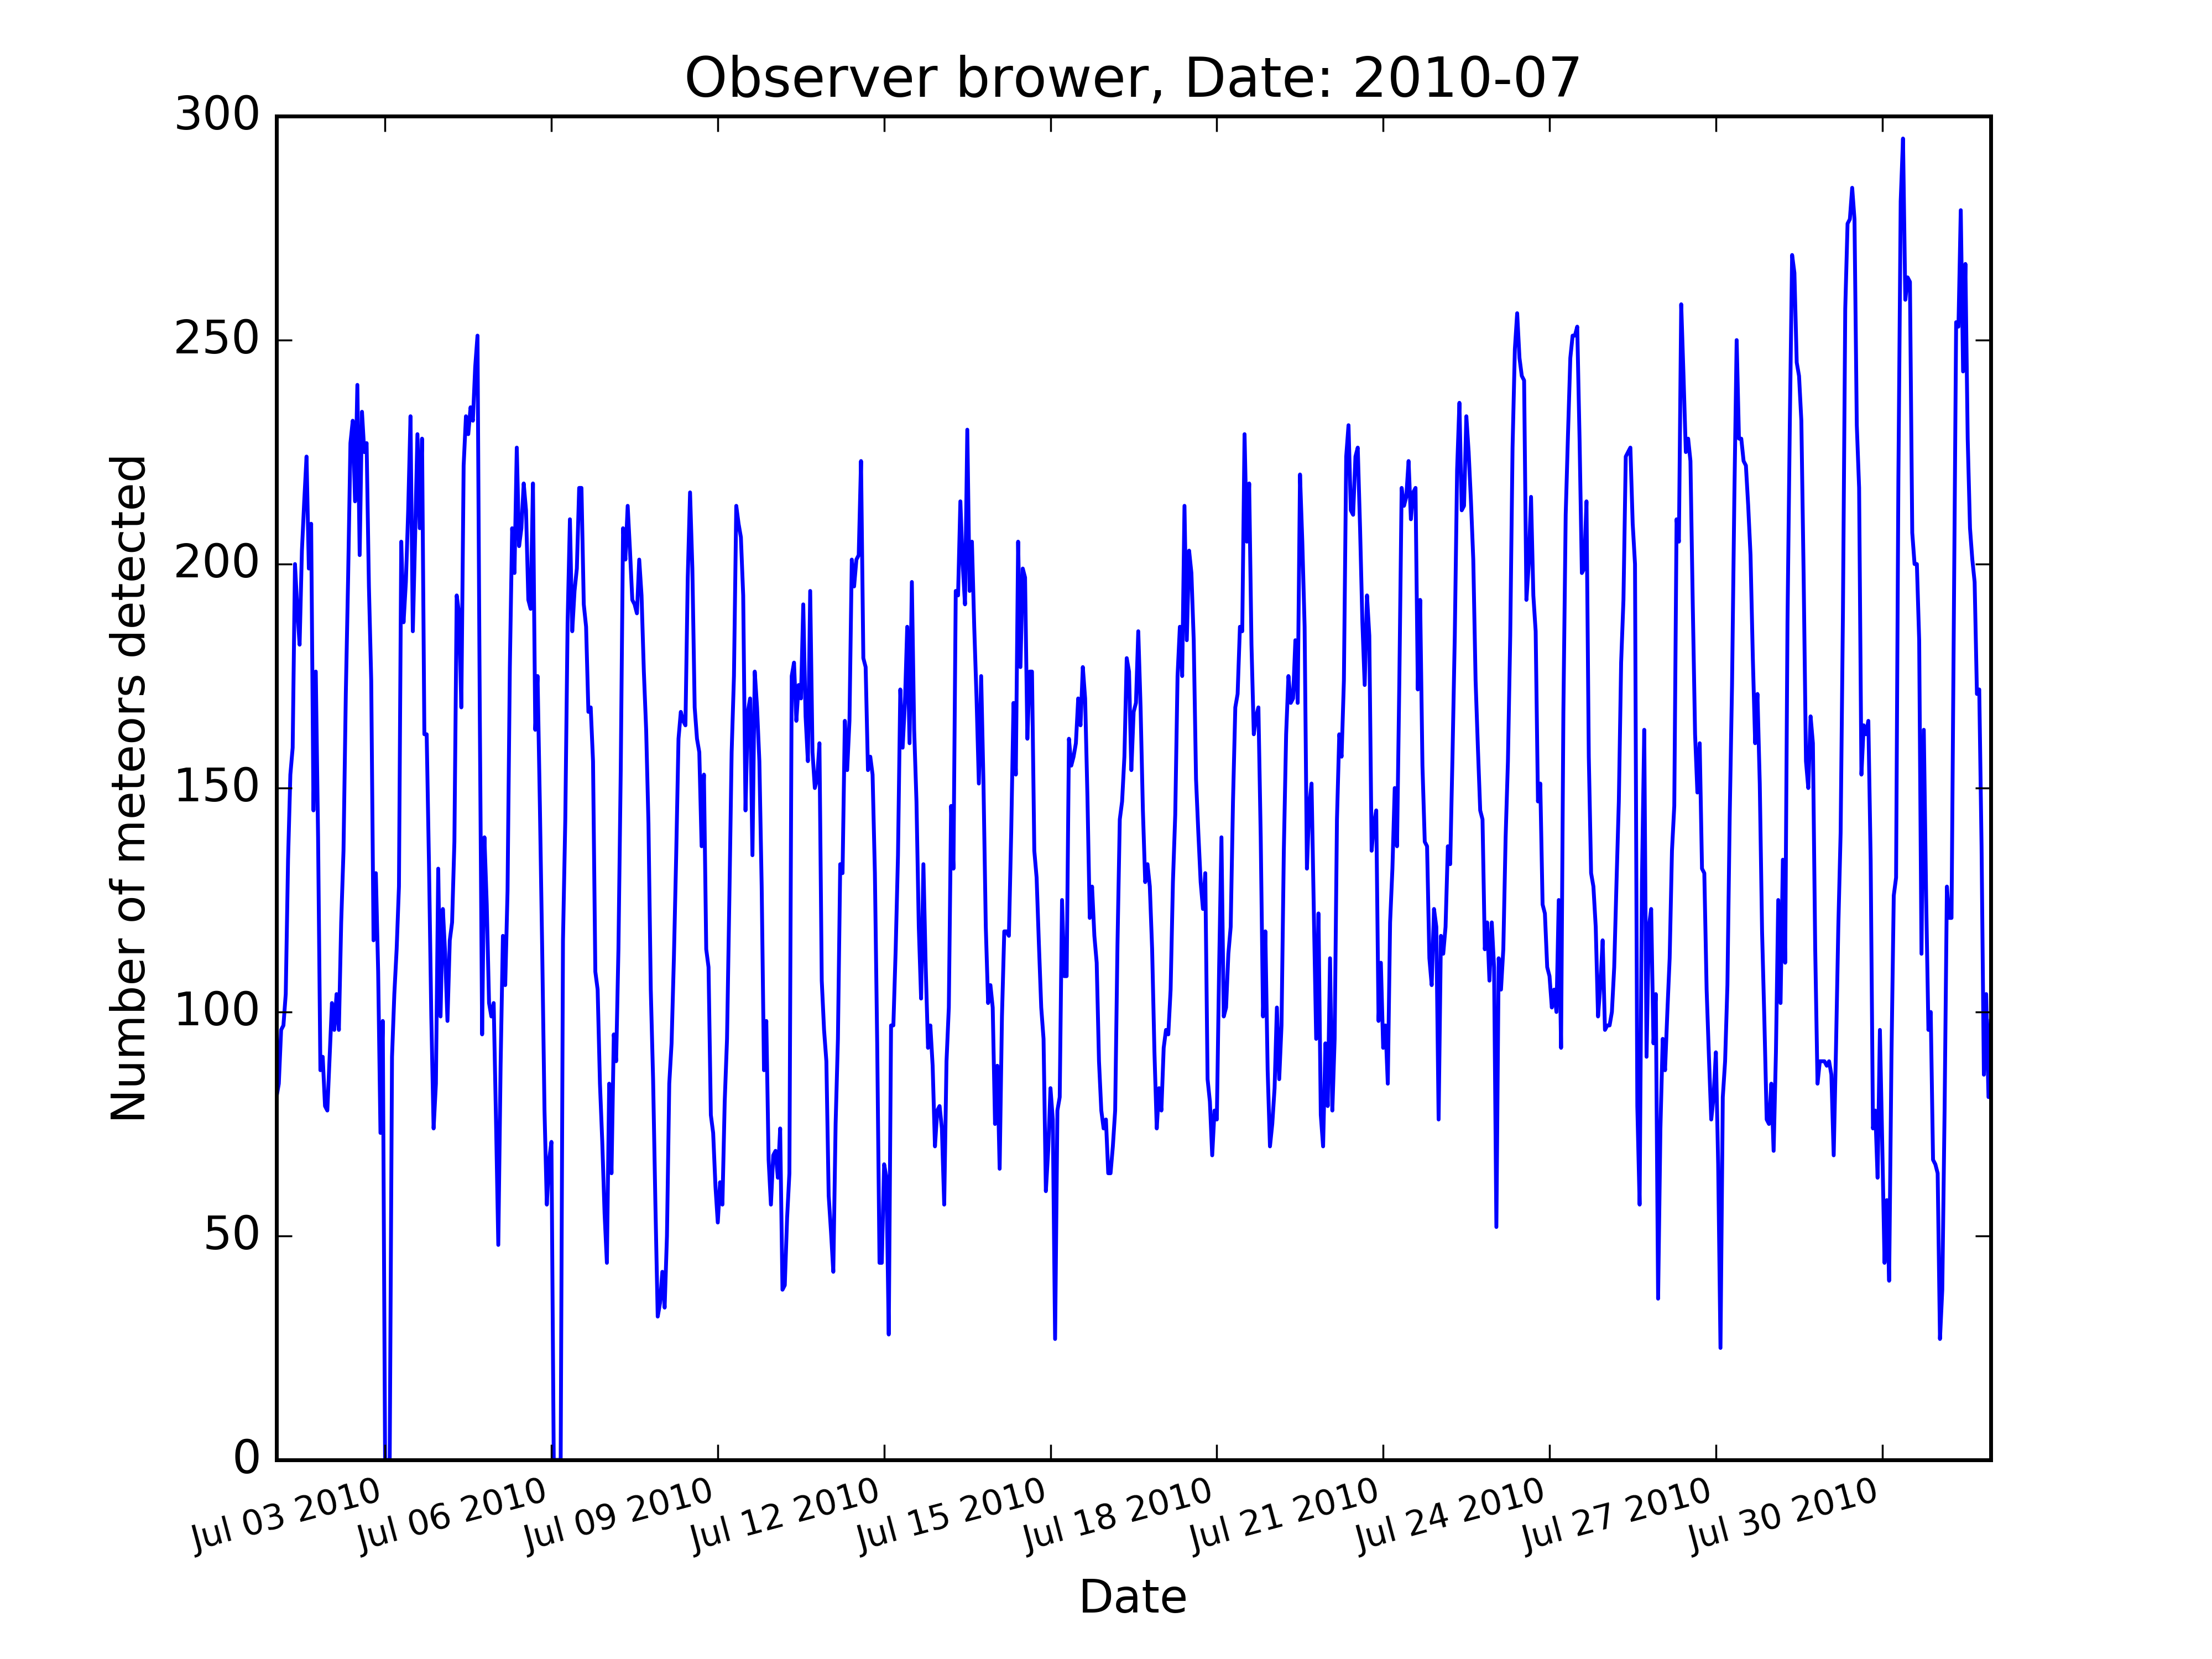 Observer brower, Date: 2010-07
300
250
200
150
100
50
0
Number of meteors detected
Jul 03 2010
Jul 06 2010
Jul 09 2010
Jul 12 2010
Jul 15 2010
Jul 18 2010
Jul 21 2010
Jul 24 2010
Jul 27 2010
Jul 30 2010
Date